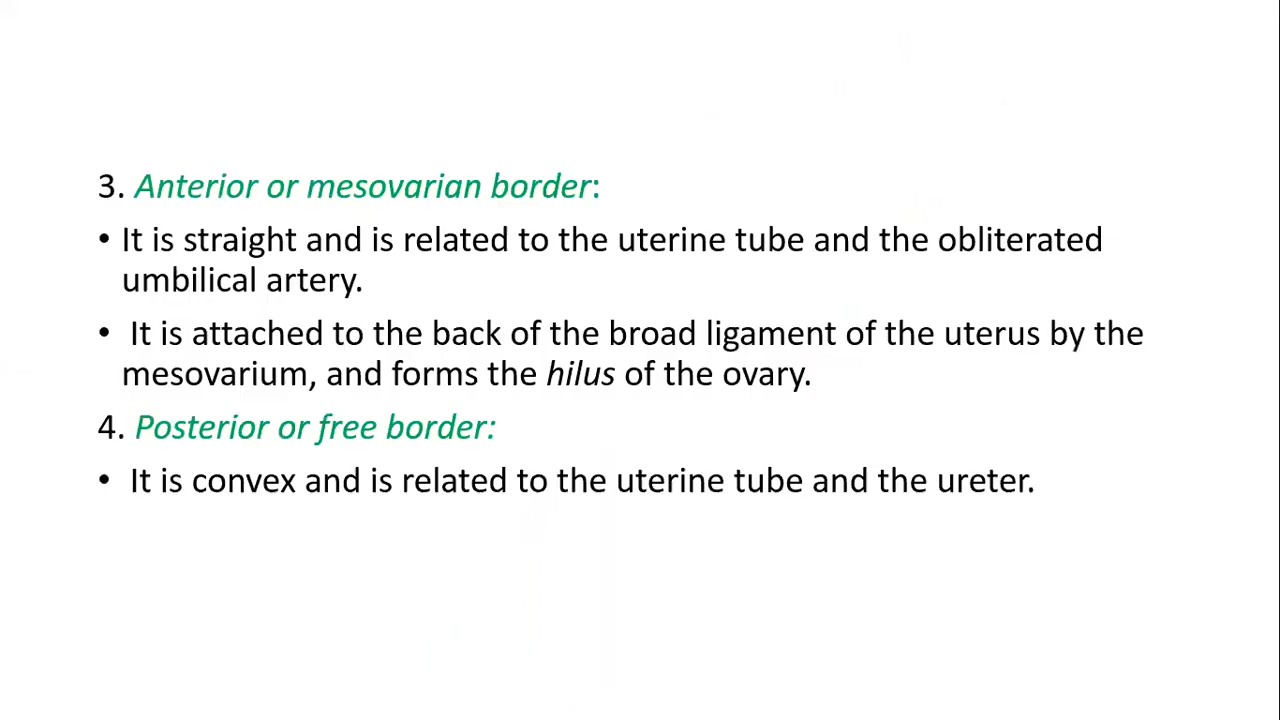 3. Anterior or mesovarian border:
• It is straight and is related to the uterine tube and the obliterated
umbilical artery.
• It is attached to the back of the broad ligament of the uterus by the
mesovarium, and forms the hilus of the ovary.
4. Posterior or free border:
• It is convex and is related to the uterine tube and the ureter.